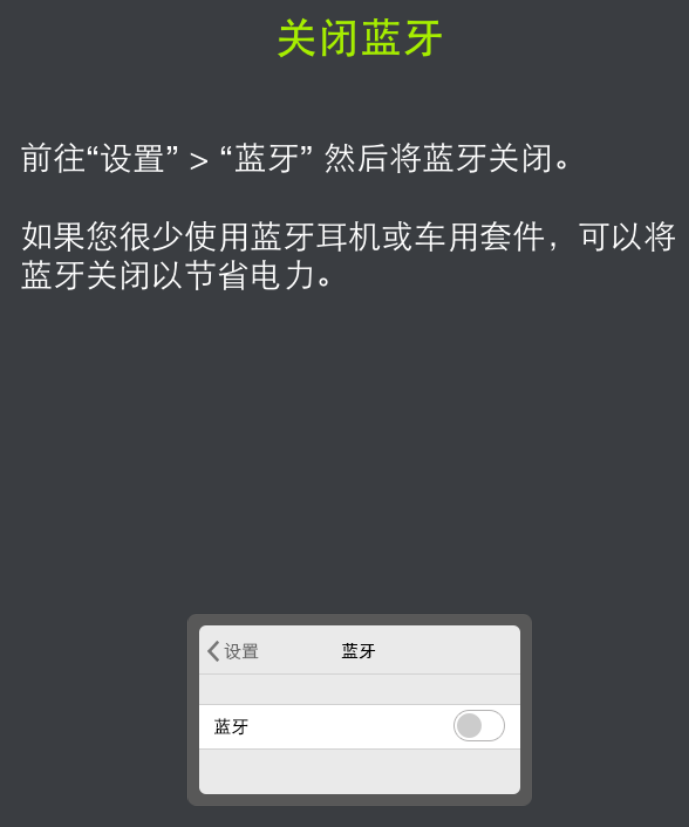 关闭蓝牙
前往“设置” > “蓝牙” 然后将蓝牙关闭。
如果您很少使用蓝牙耳机或车用套件，可以将
蓝牙关闭以节省电力。
设置
蓝牙
蓝牙